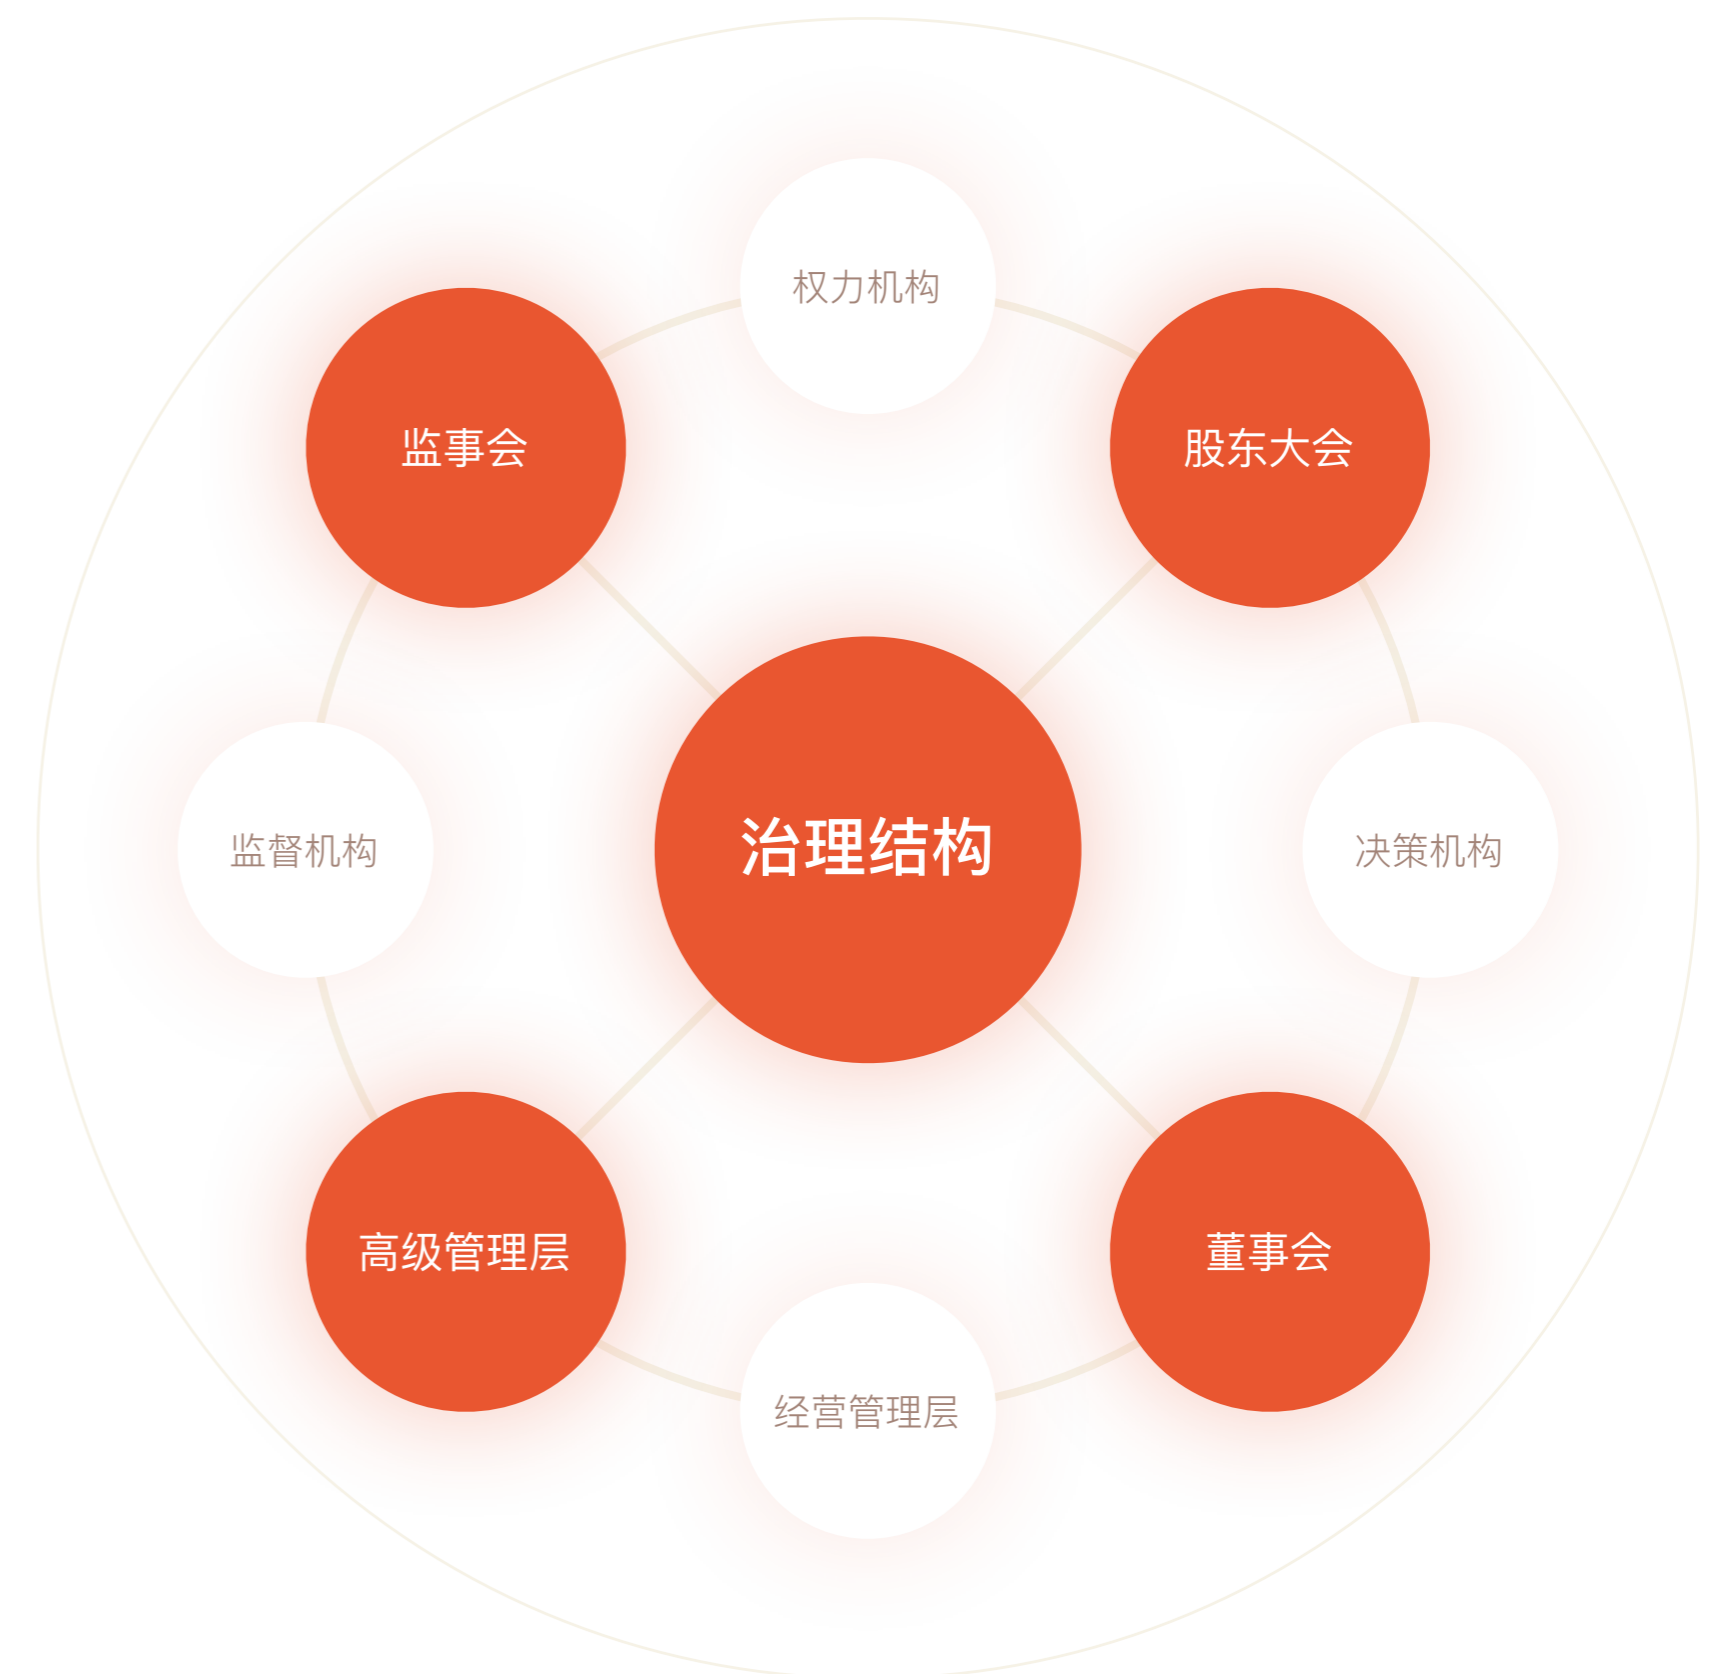 权力机构
监事会
股东大会
治理结构
监督机构
决策机构
高级管理层
董事会
经营管理层